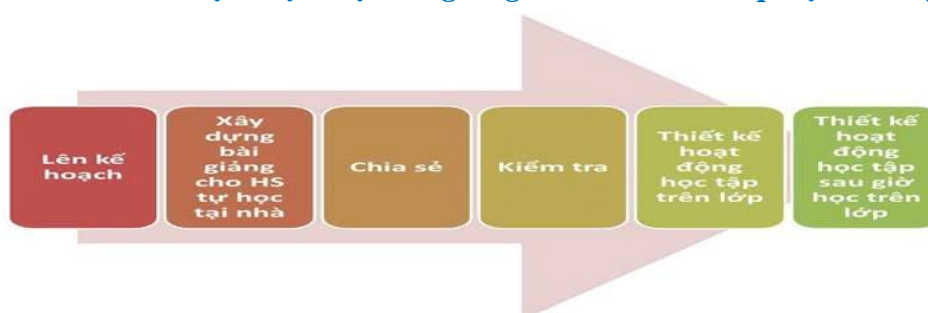 Lên kế
hoạch
Xây
dựng
bài
giảng
cho HS
tự học
tại nhà
Chia sẻ
Kiểm tra
Thiết kế
hoạt
động
học tập
trên lớp
Thiết kế
hoạt
động
học tập
sau giờ
học trên
lớp